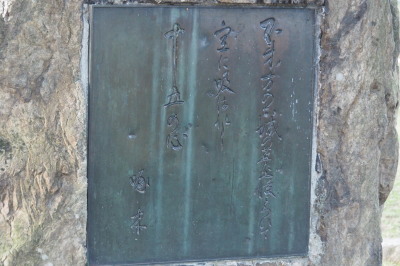 不来方のお城の草に寝ころびて
空に吸はれし
十五の心
啄木